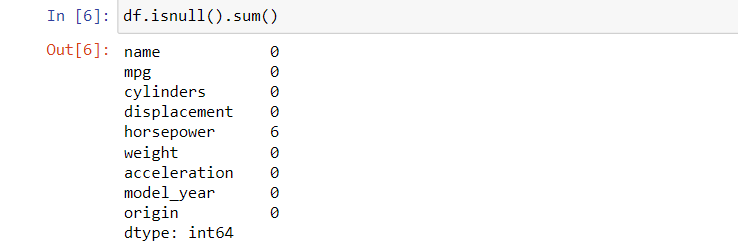 In [6]: df.isnull().sum()
Out[6]: name 0
mpg 0
cylinders 0
displacement 0
horsepower 6
weight 0
acceleration 0
model_year 0
origin 0
dtype: int64